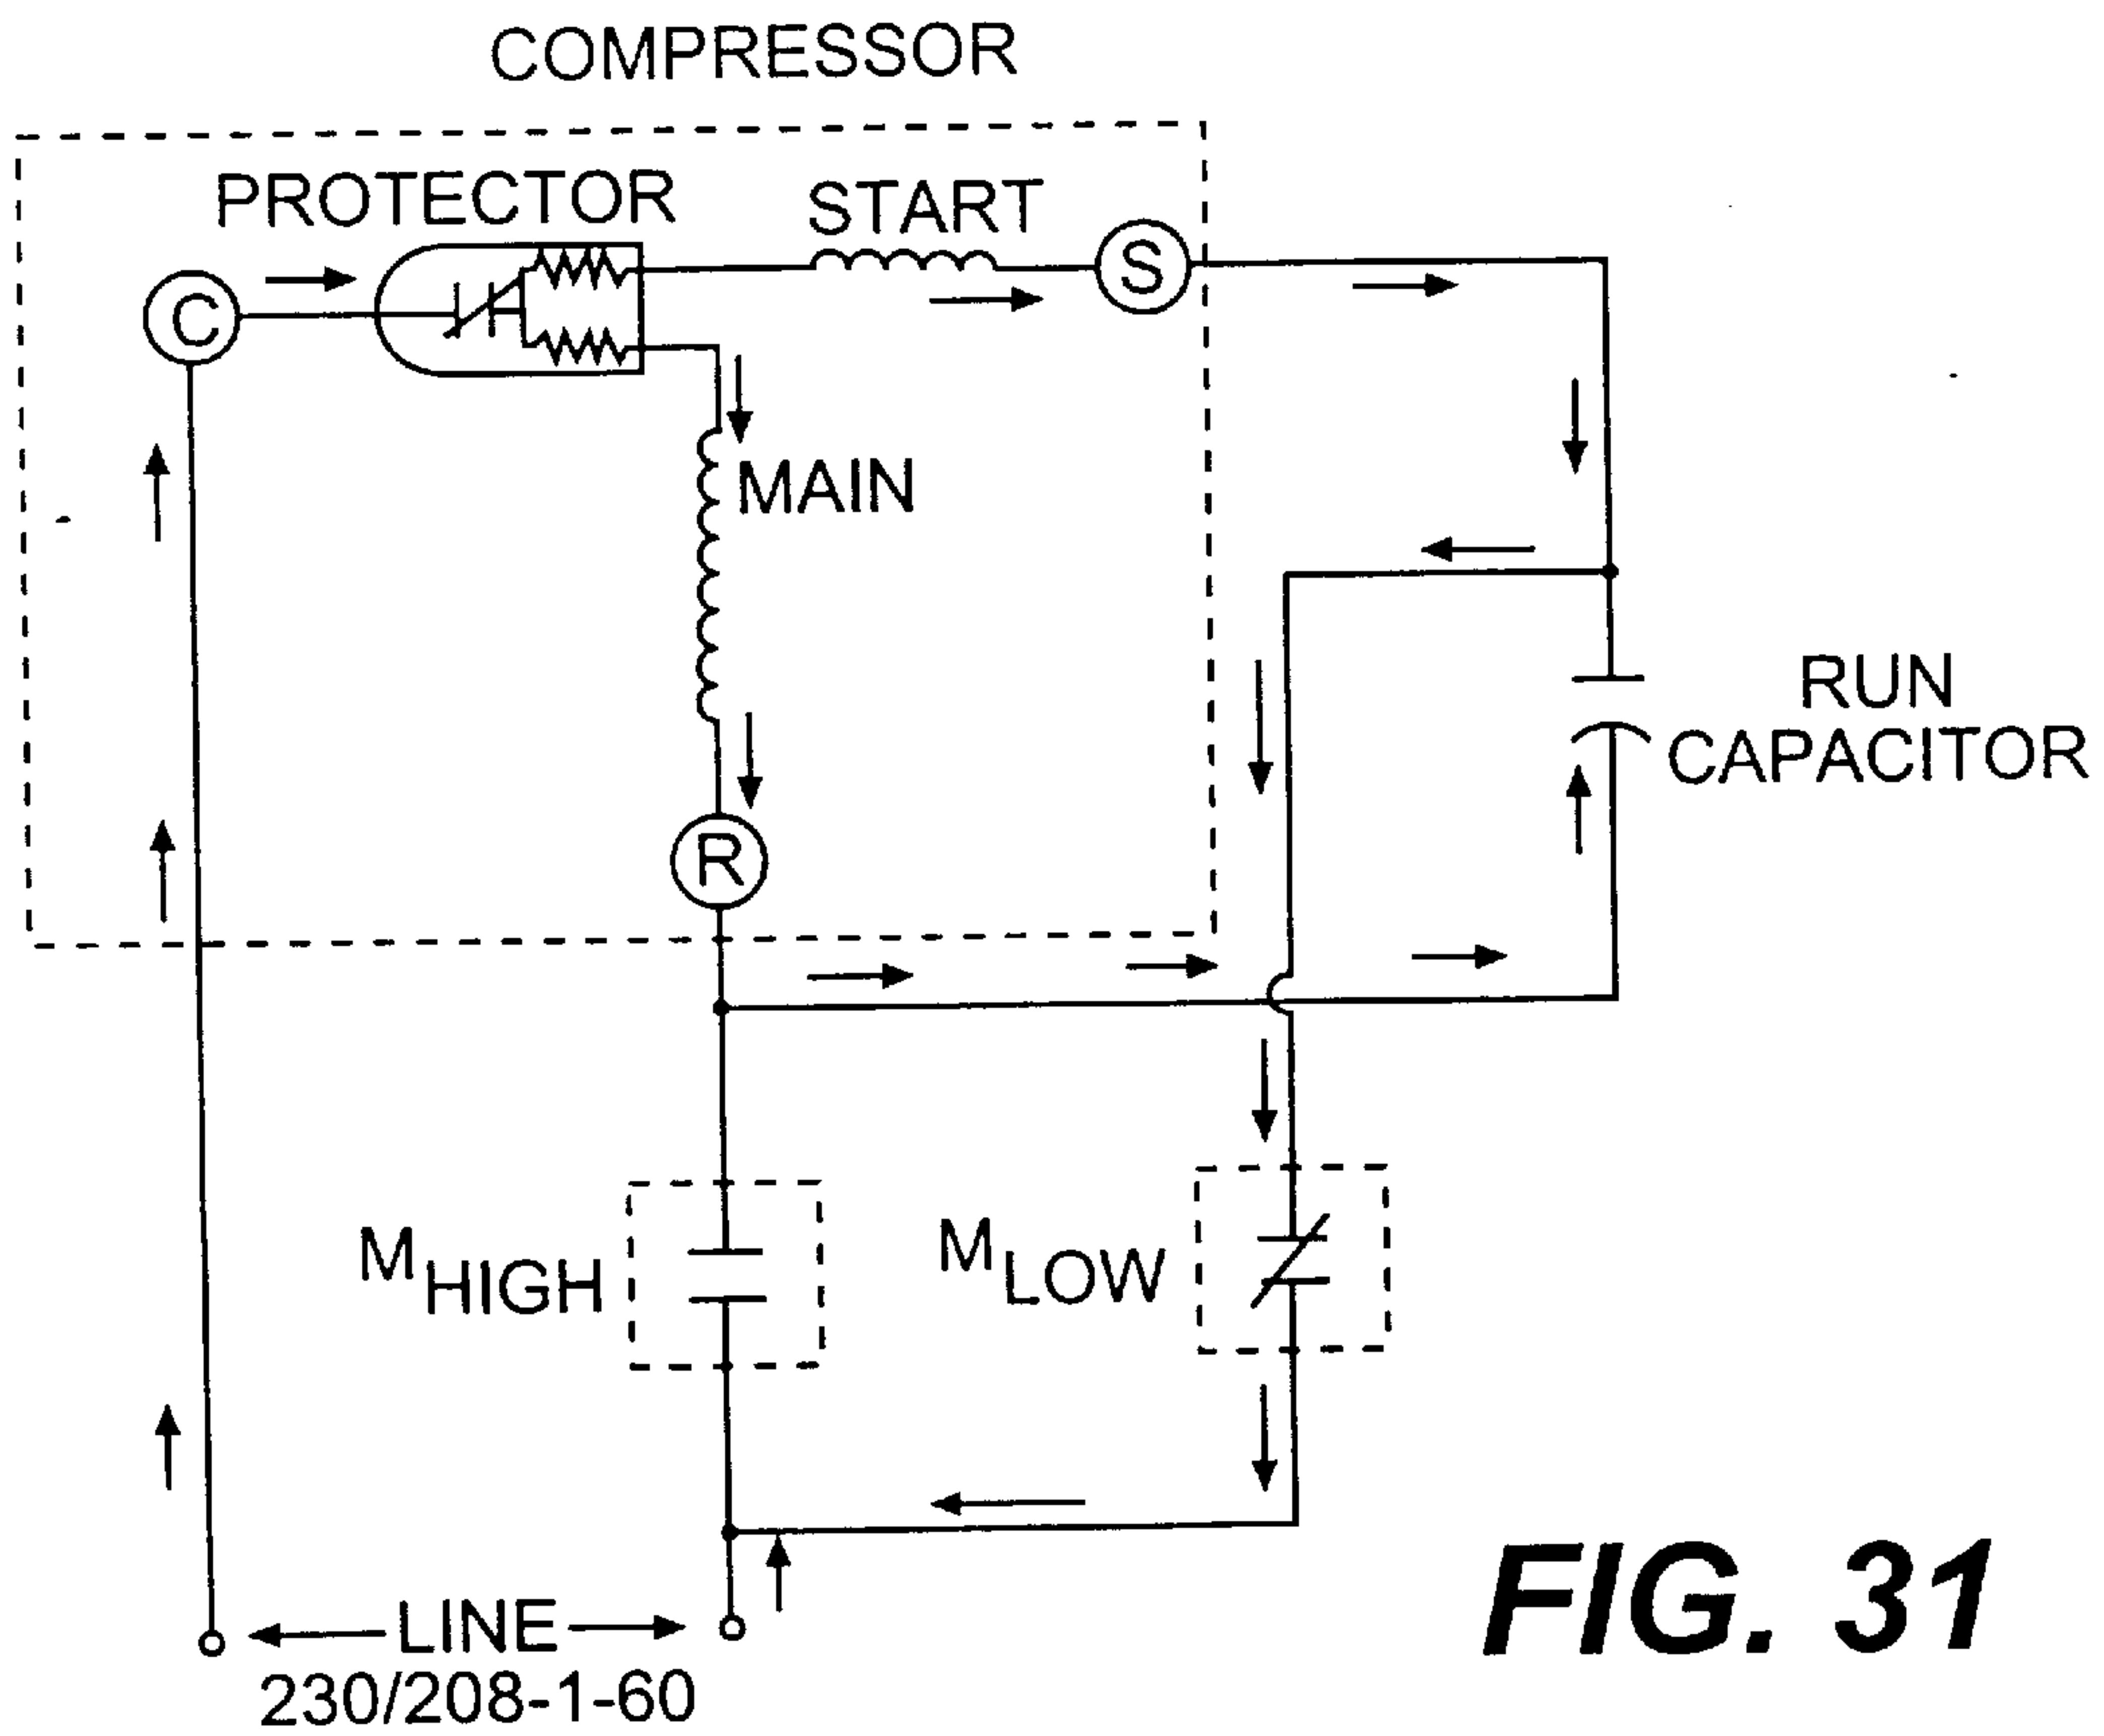 COMPRESSOR
PROTECTOR
START
C
S
MAIN
R
RUN
CAPACITOR
MHIGH
MLOW
LINE
230/208-1-60
FIG. 31